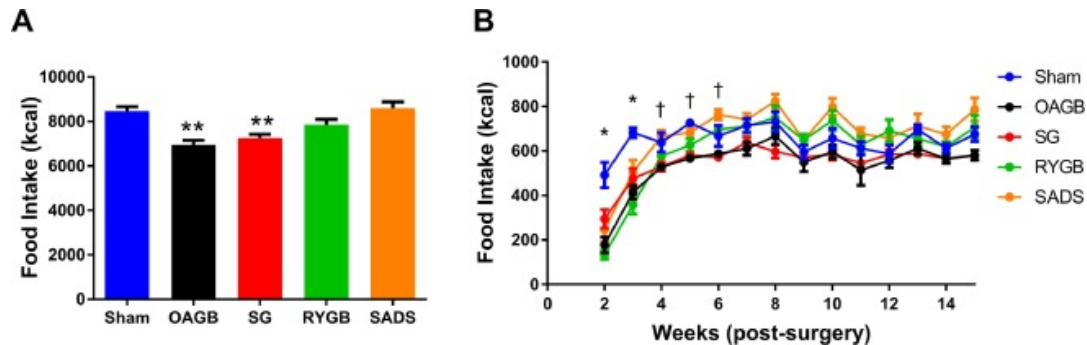 A
Food Intake (kcal)
10000
8000
6000
4000
2000
0
**
**
Sham OAGB SG RYGB SADS
B
Food Intake (kcal)
1000
800
600
400
200
0
* * † † †
0 2 4 6 8 10 12 14
Weeks (post-surgery)
Sham
OAGB
SG
RYGB
SADS